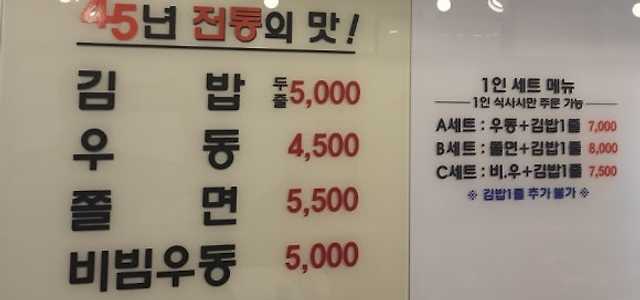 45년 전통의 맛!
김 밥 두줄 5,000
우 동 4,500
쫄 면 5,500
비빔우동 5,000
1인 세트 메뉴
1인 식사시만 주문 가능
A세트 : 우동+김밥1줄 7,000
B세트 : 쫄면+김밥1줄 8,000
C세트 : 비.우+김밥1줄 7,500
※ 김밥1줄 추가 불가 ※